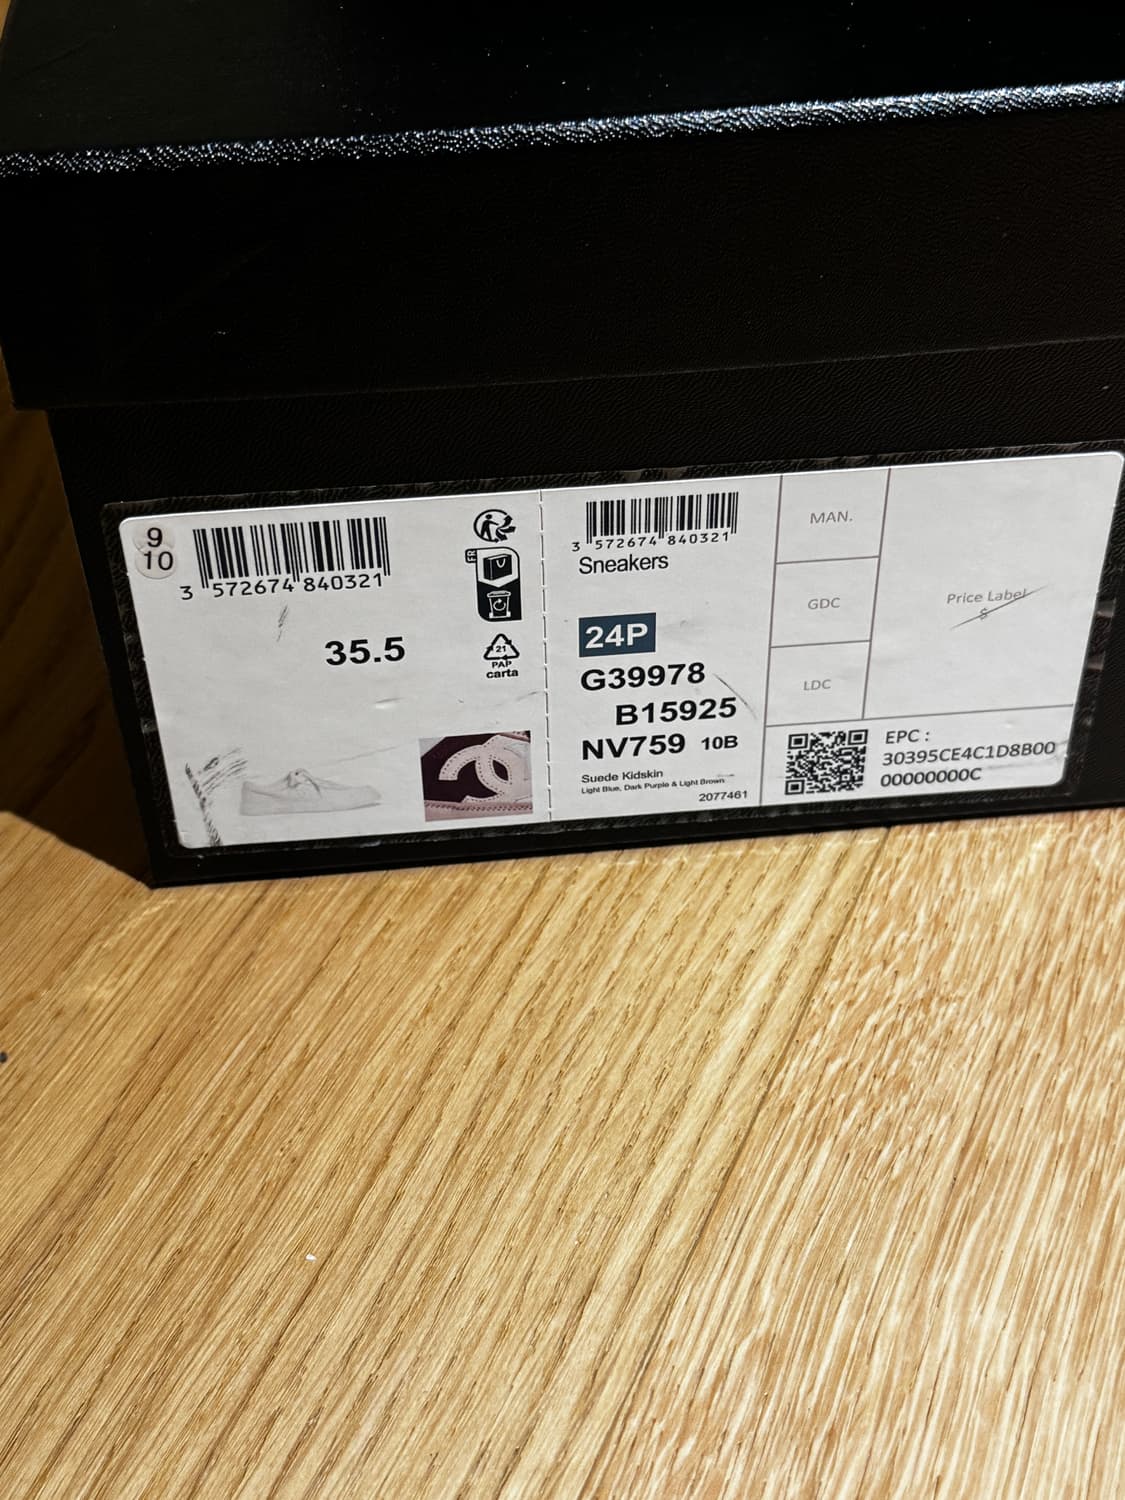 9
10
3 572674 840321
35.5
FR
21
PAP
carta
3 572674 840321
Sneakers
24P
G39978
B15925
NV759 10B
Suede Kidskin
Light Blue, Dark Purple & Light Brown
2077461
MAN.
GDC
LDC
Price Label
$
EPC :
30395CE4C1D8B00
00000000C